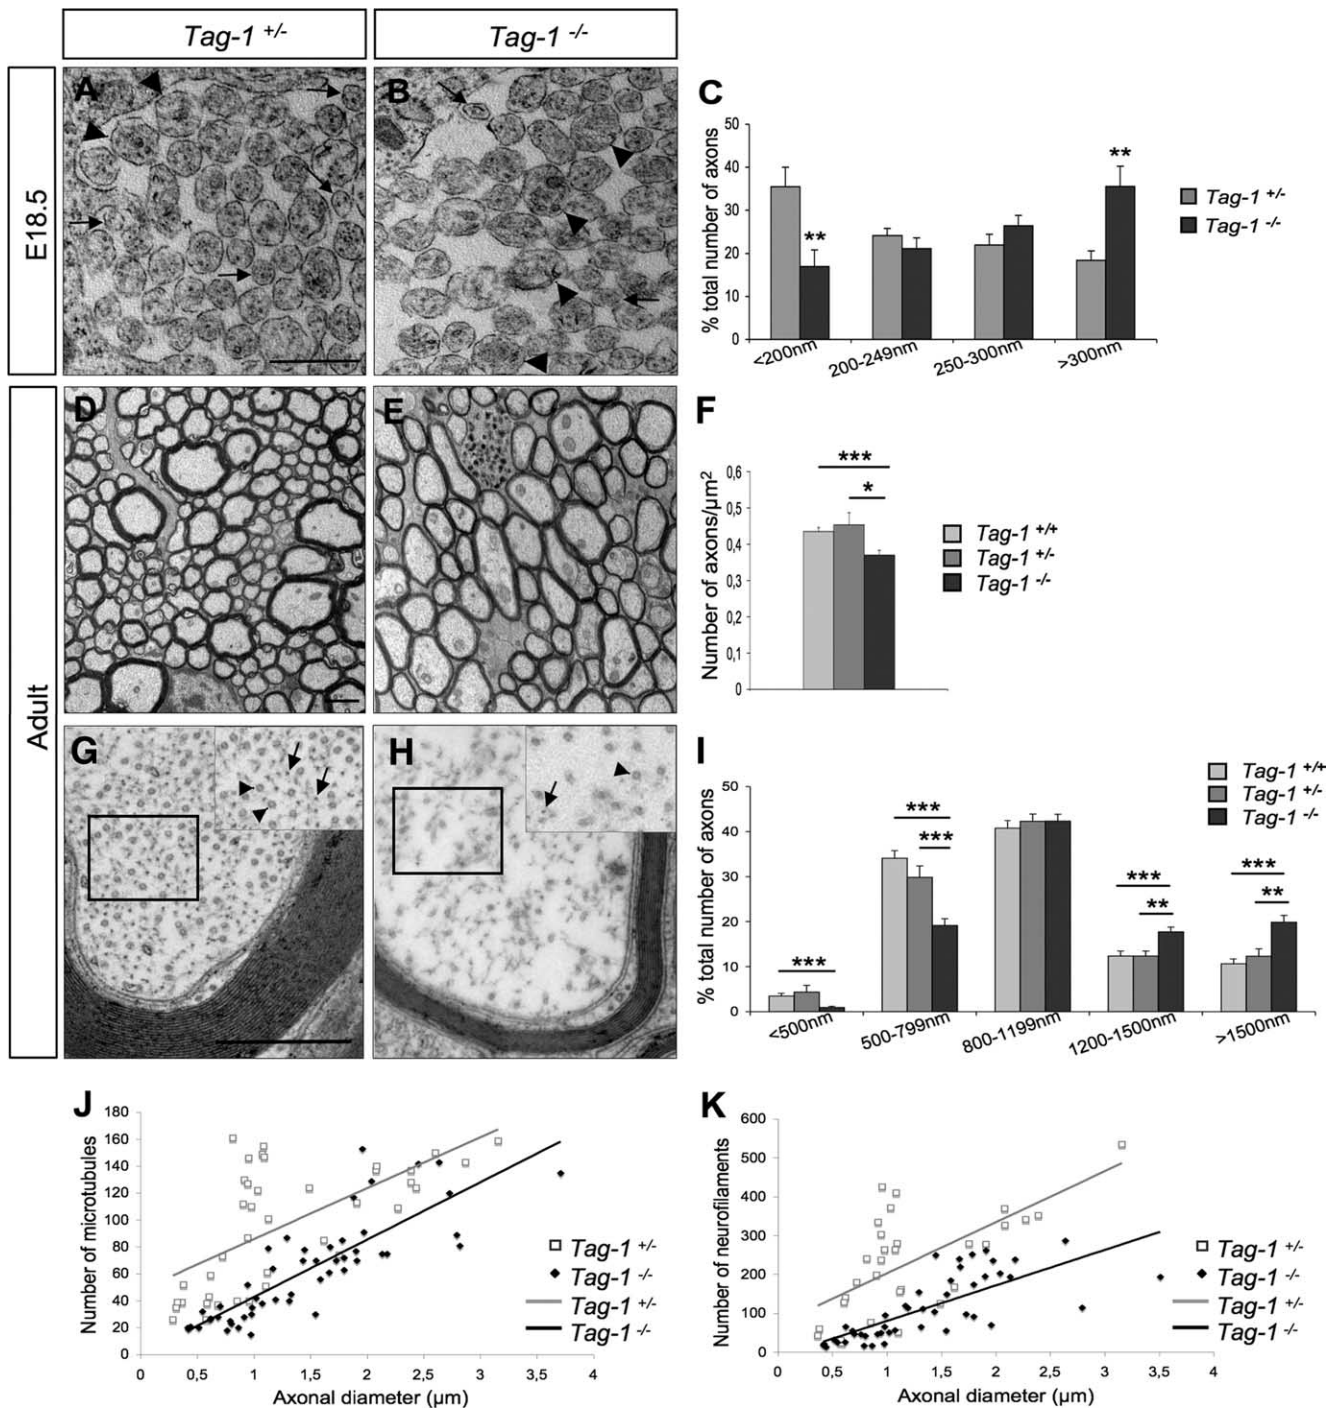 Tag-1 +/-
Tag-1 -/-
E18.5
Adult
A
B
C
% total number of axons
50
40
30
20
10
0
**
**
<200nm
200-249nm
250-300nm
>300nm
Tag-1 +/-
Tag-1 -/-
D
E
F
Number of axons/µm²
0,6
0,5
0,4
0,3
0,2
0,1
0
***
*
Tag-1 +/+
Tag-1 +/-
Tag-1 -/-
G
H
I
% total number of axons
50
40
30
20
10
0
***
***
***
***
**
***
**
<500nm
500-799nm
800-1199nm
1200-1500nm
>1500nm
Tag-1 +/+
Tag-1 +/-
Tag-1 -/-
J
Number of microtubules
180
160
140
120
100
80
60
40
20
0
0
0,5
1
1,5
2
2,5
3
3,5
4
Axonal diameter (µm)
Tag-1 +/-
Tag-1 -/-
Tag-1 +/-
Tag-1 -/-
K
Number of neurofilaments
600
500
400
300
200
100
0
0
0,5
1
1,5
2
2,5
3
3,5
4
Axonal diameter (µm)
Tag-1 +/-
Tag-1 -/-
Tag-1 +/-
Tag-1 -/-